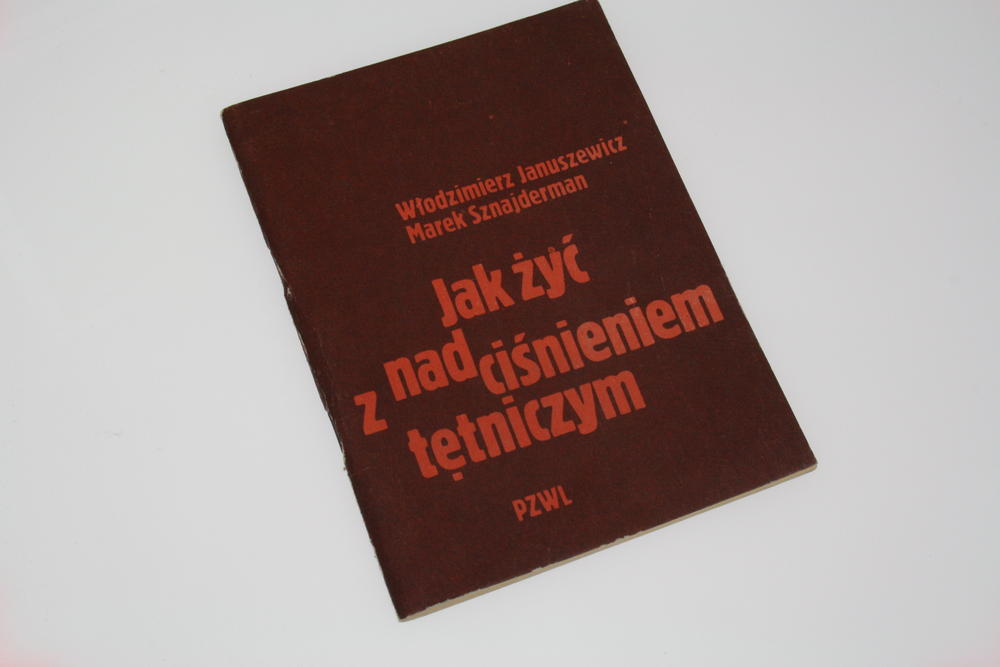 Włodzimierz Januszewicz
Marek Sznajderman
Jak żyć
z nadciśnieniem
tętniczym
PZWL